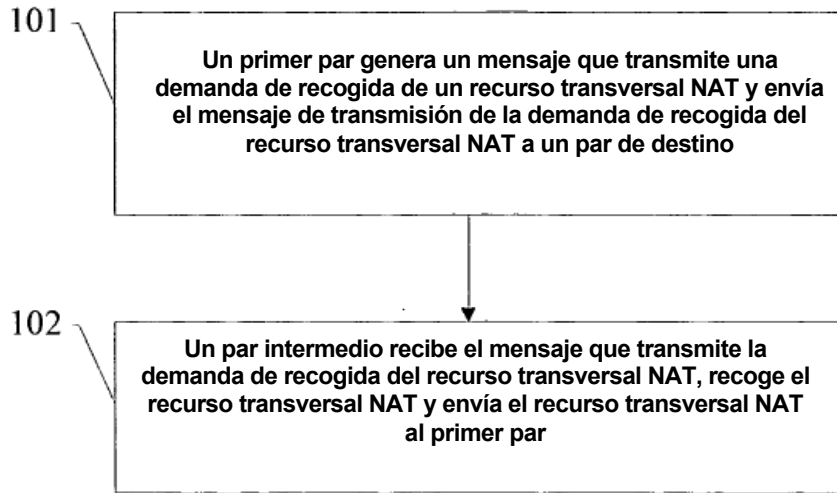 101
Un primer par genera un mensaje que transmite una
demanda de recogida de un recurso transversal NAT y envía
el mensaje de transmisión de la demanda de recogida del
recurso transversal NAT a un par de destino
102
Un par intermedio recibe el mensaje que transmite la
demanda de recogida del recurso transversal NAT, recoge el
recurso transversal NAT y envía el recurso transversal NAT
al primer par